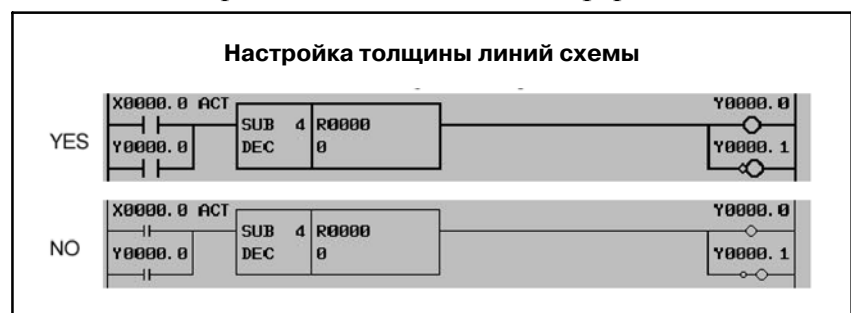 Настройка толщины линий схемы
YES
X0000.0 ACT
Y0000.0
SUB 4 R0000
DEC 0
Y0000.0
Y0000.1
NO
X0000.0 ACT
Y0000.0
SUB 4 R0000
DEC 0
Y0000.0
Y0000.1